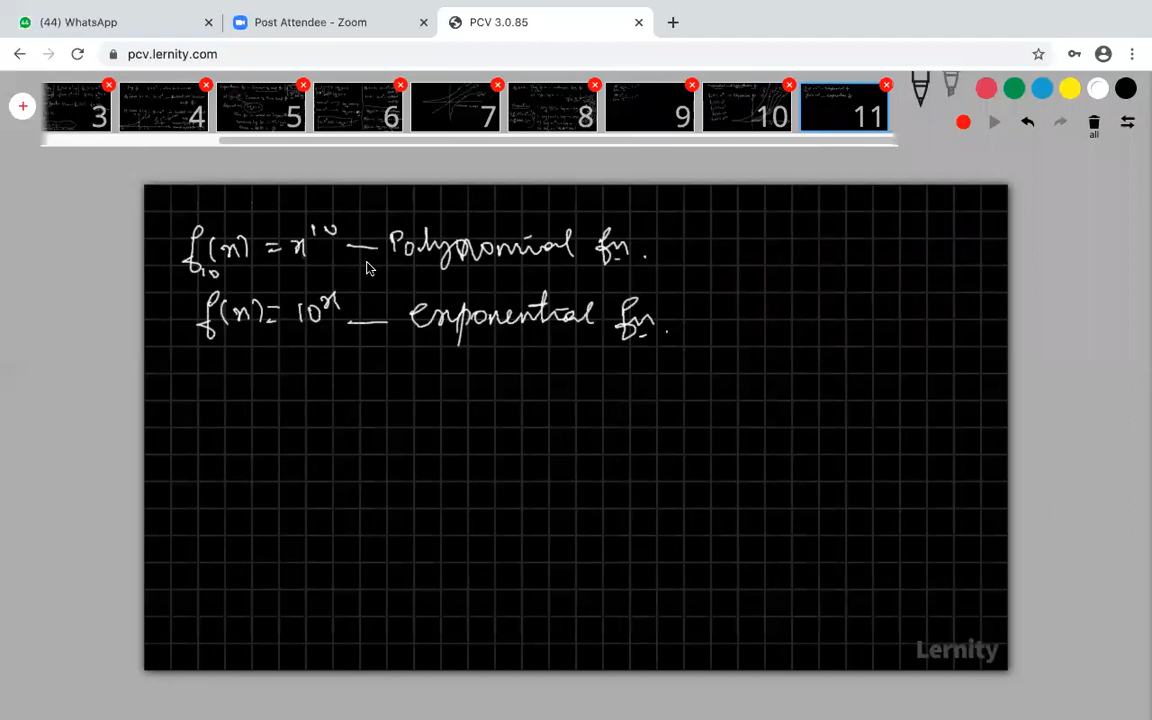 (44) WhatsApp
Post Attendee - Zoom
PCV 3.0.85
pcv.lernity.com
3 4 5 6 7 8 9 10 11
all
f₁₀(x) = x¹⁰ — Polynomial fn.
f(x) = 10ˣ — exponential fn.
Lernity